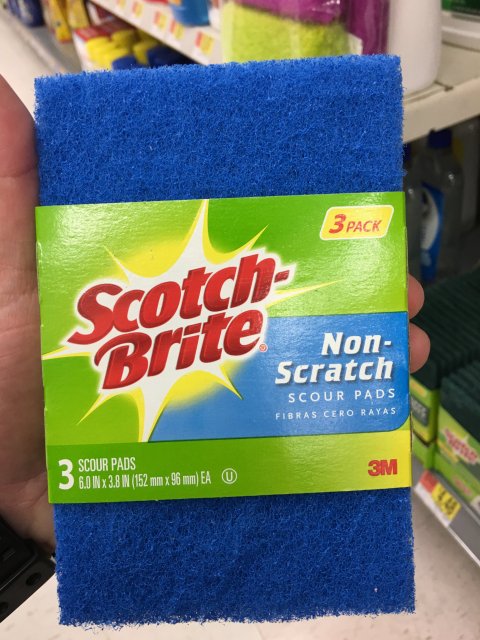 3 PACK
Scotch-
Brite®
Non-
Scratch
SCOUR PADS
FIBRAS CERO RAYAS
3 SCOUR PADS
6.0 IN x 3.8 IN (152 mm x 96 mm) EA U
3M